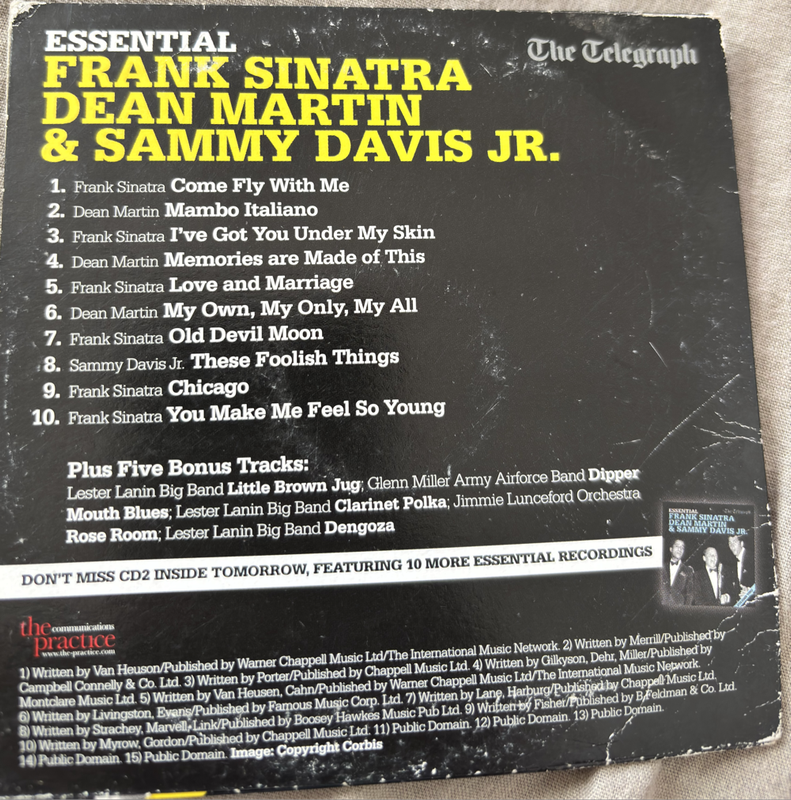 ESSENTIAL
The Telegraph
FRANK SINATRA
DEAN MARTIN
& SAMMY DAVIS JR.
1. Frank Sinatra Come Fly With Me
2. Dean Martin Mambo Italiano
3. Frank Sinatra I've Got You Under My Skin
4. Dean Martin Memories are Made of This
5. Frank Sinatra Love and Marriage
6. Dean Martin My Own, My Only, My All
7. Frank Sinatra Old Devil Moon
8. Sammy Davis Jr. These Foolish Things
9. Frank Sinatra Chicago
10. Frank Sinatra You Make Me Feel So Young
Plus Five Bonus Tracks:
Lester Lanin Big Band Little Brown Jug; Glenn Miller Army Airforce Band Dipper
Mouth Blues; Lester Lanin Big Band Clarinet Polka; Jimmie Lunceford Orchestra
Rose Room; Lester Lanin Big Band Dengoza
DON'T MISS CD2 INSIDE TOMORROW, FEATURING 10 MORE ESSENTIAL RECORDINGS
ESSENTIAL
The Telegraph
FRANK SINATRA
DEAN MARTIN
& SAMMY DAVIS JR.
the communications
practice
www.the-practice.com
1) Written by Van Heuson/Published by Warner Chappell Music Ltd/The International Music Network. 2) Written by Merrill/Published by
Campbell Connelly & Co. Ltd. 3) Written by Porter/Published by Chappell Music Ltd. 4) Written by Gilkyson, Dehr, Miller/Published by
Montclare Music Ltd. 5) Written by Van Heusen, Cahn/Published by Warner Chappell Music Ltd/The International Music Network.
6) Written by Livingston, Evans/Published by Famous Music Corp. Ltd. 7) Written by Lane, Harburg/Published by Chappell Music Ltd.
8) Written by Strachey, Marvell, Link/Published by Boosey Hawkes Music Pub Ltd. 9) Written by Fisher/Published by B,Feldman & Co. Ltd.
10) Written by Myrow, Gordon/Published by Chappell Music Ltd. 11) Public Domain. 12) Public Domain. 13) Public Domain.
14) Public Domain. 15) Public Domain. Image: Copyright Corbis